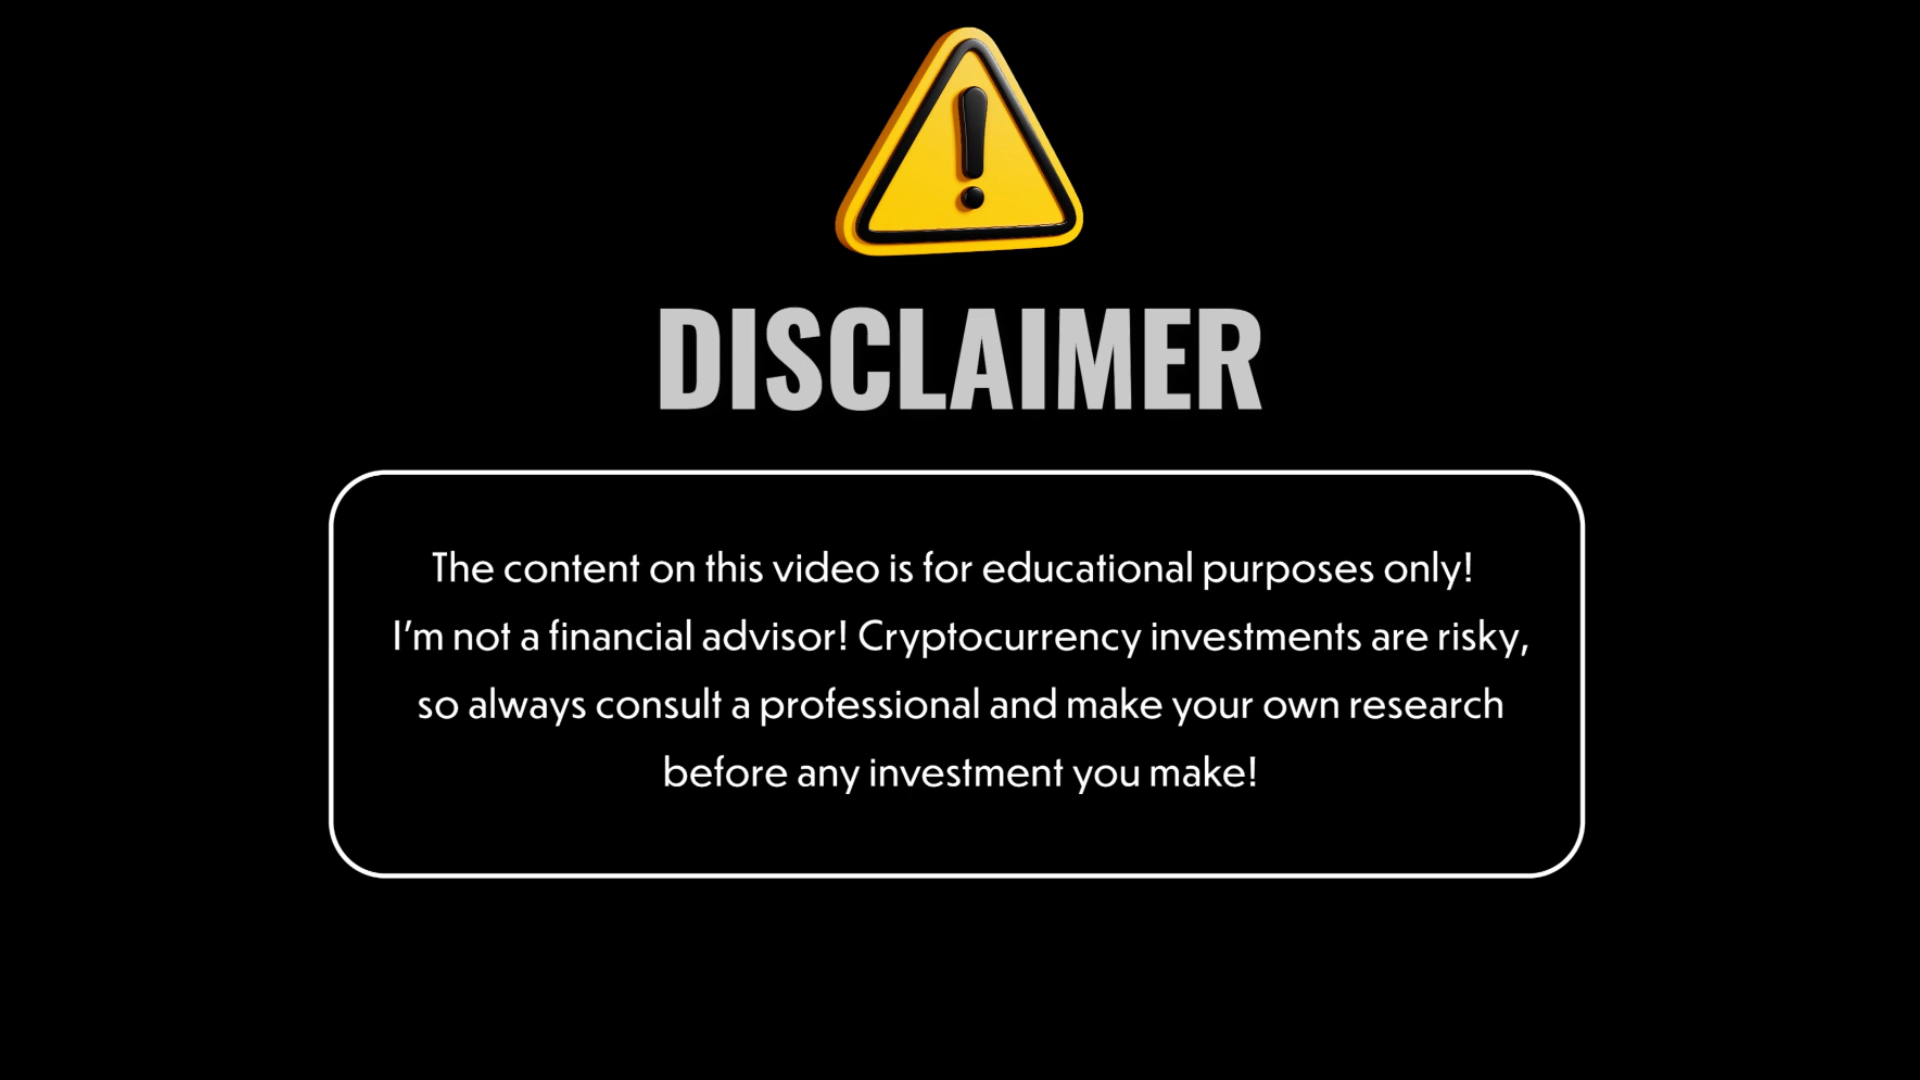 DISCLAIMER
The content on this video is for educational purposes only!
I'm not a financial advisor! Cryptocurrency investments are risky,
so always consult a professional and make your own research
before any investment you make!